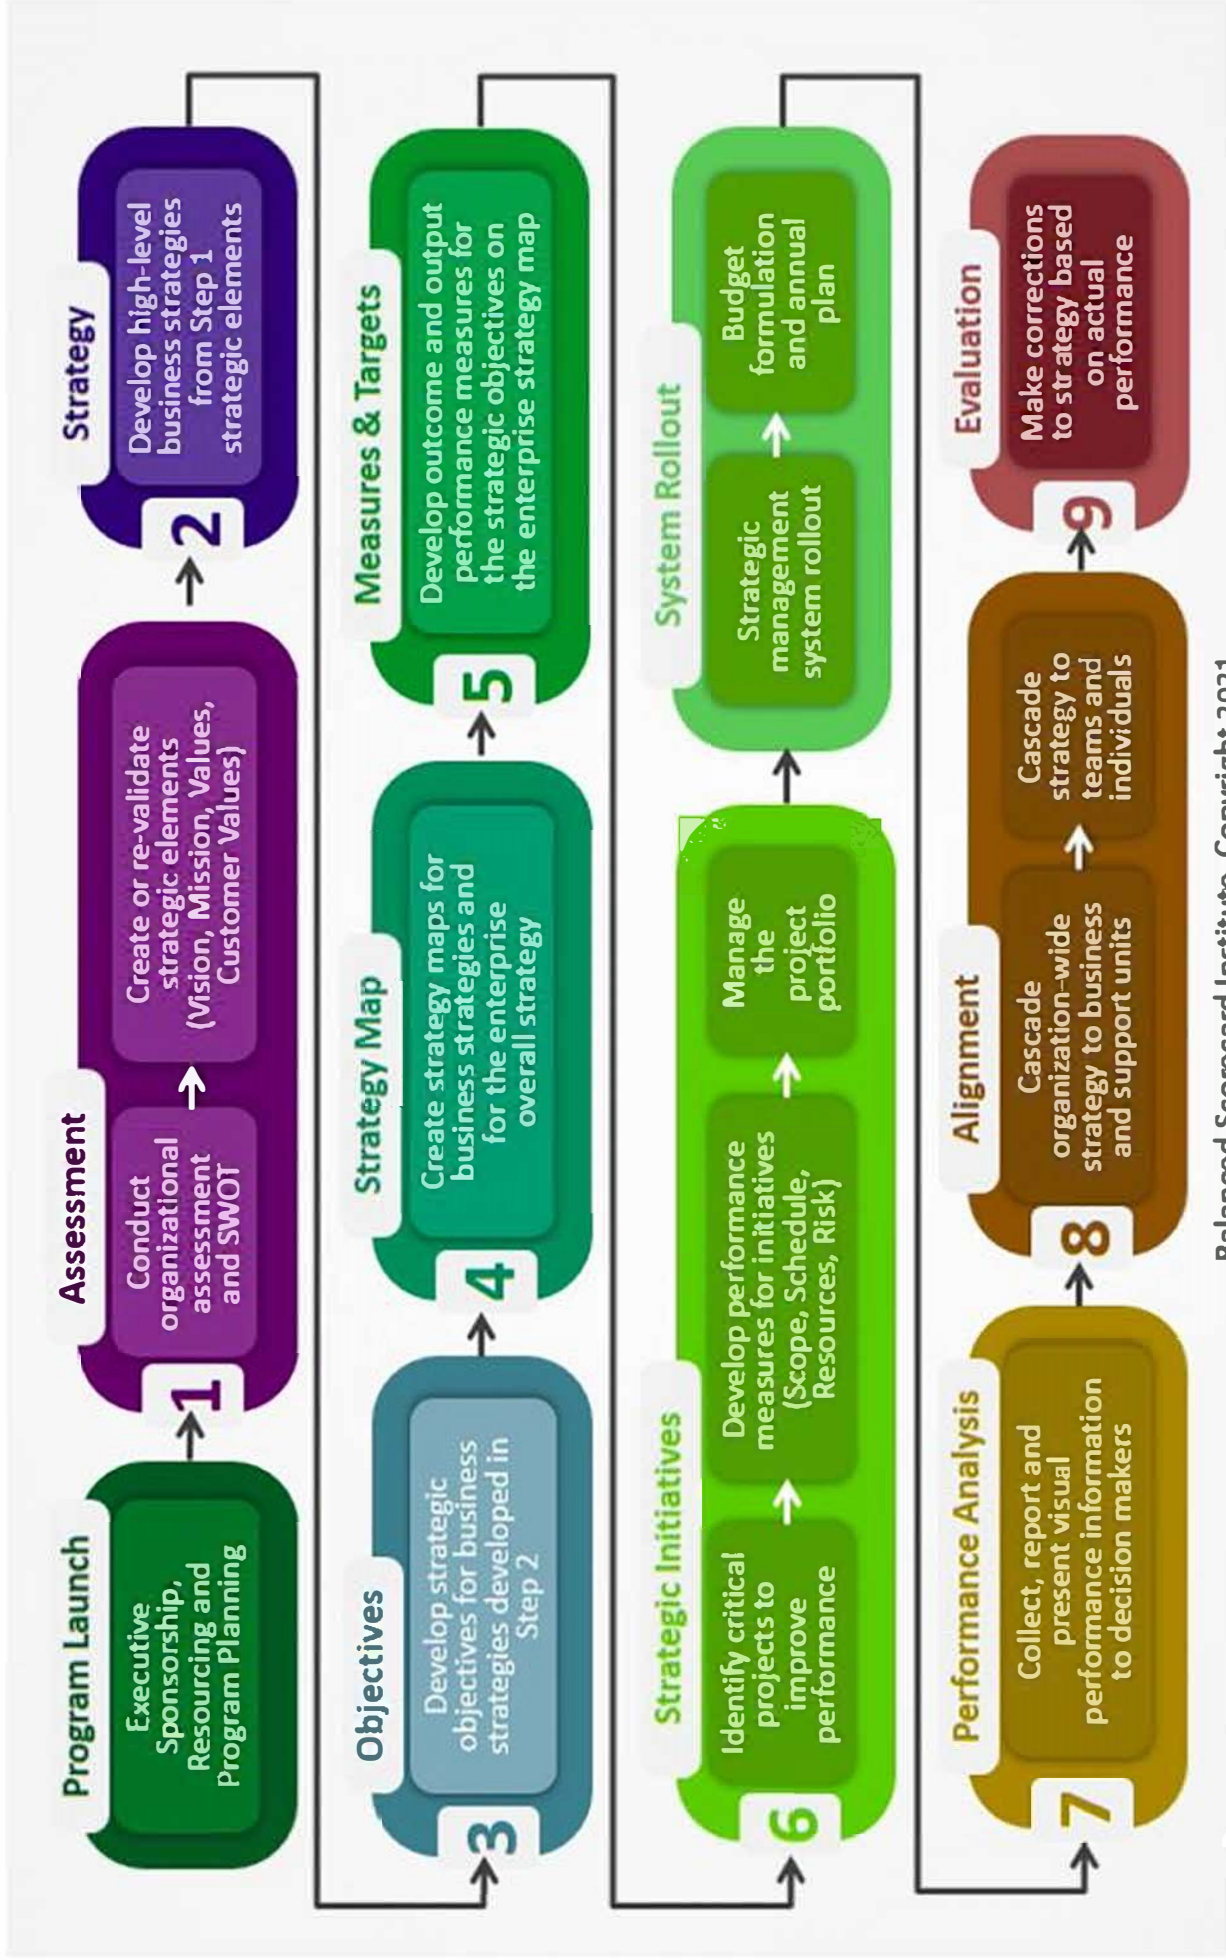 Program Launch
Executive
Sponsorship,
Resourcing and
Program Planning
Assessment
1
Conduct
organizational
assessment
and SWOT
Create or re-validate
strategic elements
(Vision, Mission, Values,
Customer Values)
Strategy
2
Develop high-level
business strategies
from Step 1
strategic elements
Objectives
3
Develop strategic
objectives for business
strategies developed in
Step 2
Strategy Map
4
Create strategy maps for
business strategies and
for the enterprise
overall strategy
Measures & Targets
5
Develop outcome and output
performance measures for
the strategic objectives on
the enterprise strategy map
Strategic Initiatives
6
Identify critical
projects to
improve
performance
Develop performance
measures for initiatives
(Scope, Schedule,
Resources, Risk)
Manage
the
project
portfolio
System Rollout
Strategic
management
system rollout
Budget
formulation
and annual
plan
Performance Analysis
7
Collect, report and
present visual
performance information
to decision makers
Alignment
8
Cascade
organization-wide
strategy to business
and support units
Cascade
strategy to
teams and
individuals
Evaluation
9
Make corrections
to strategy based
on actual
performance
Balanced Scorecard Institute, Copyright 2021